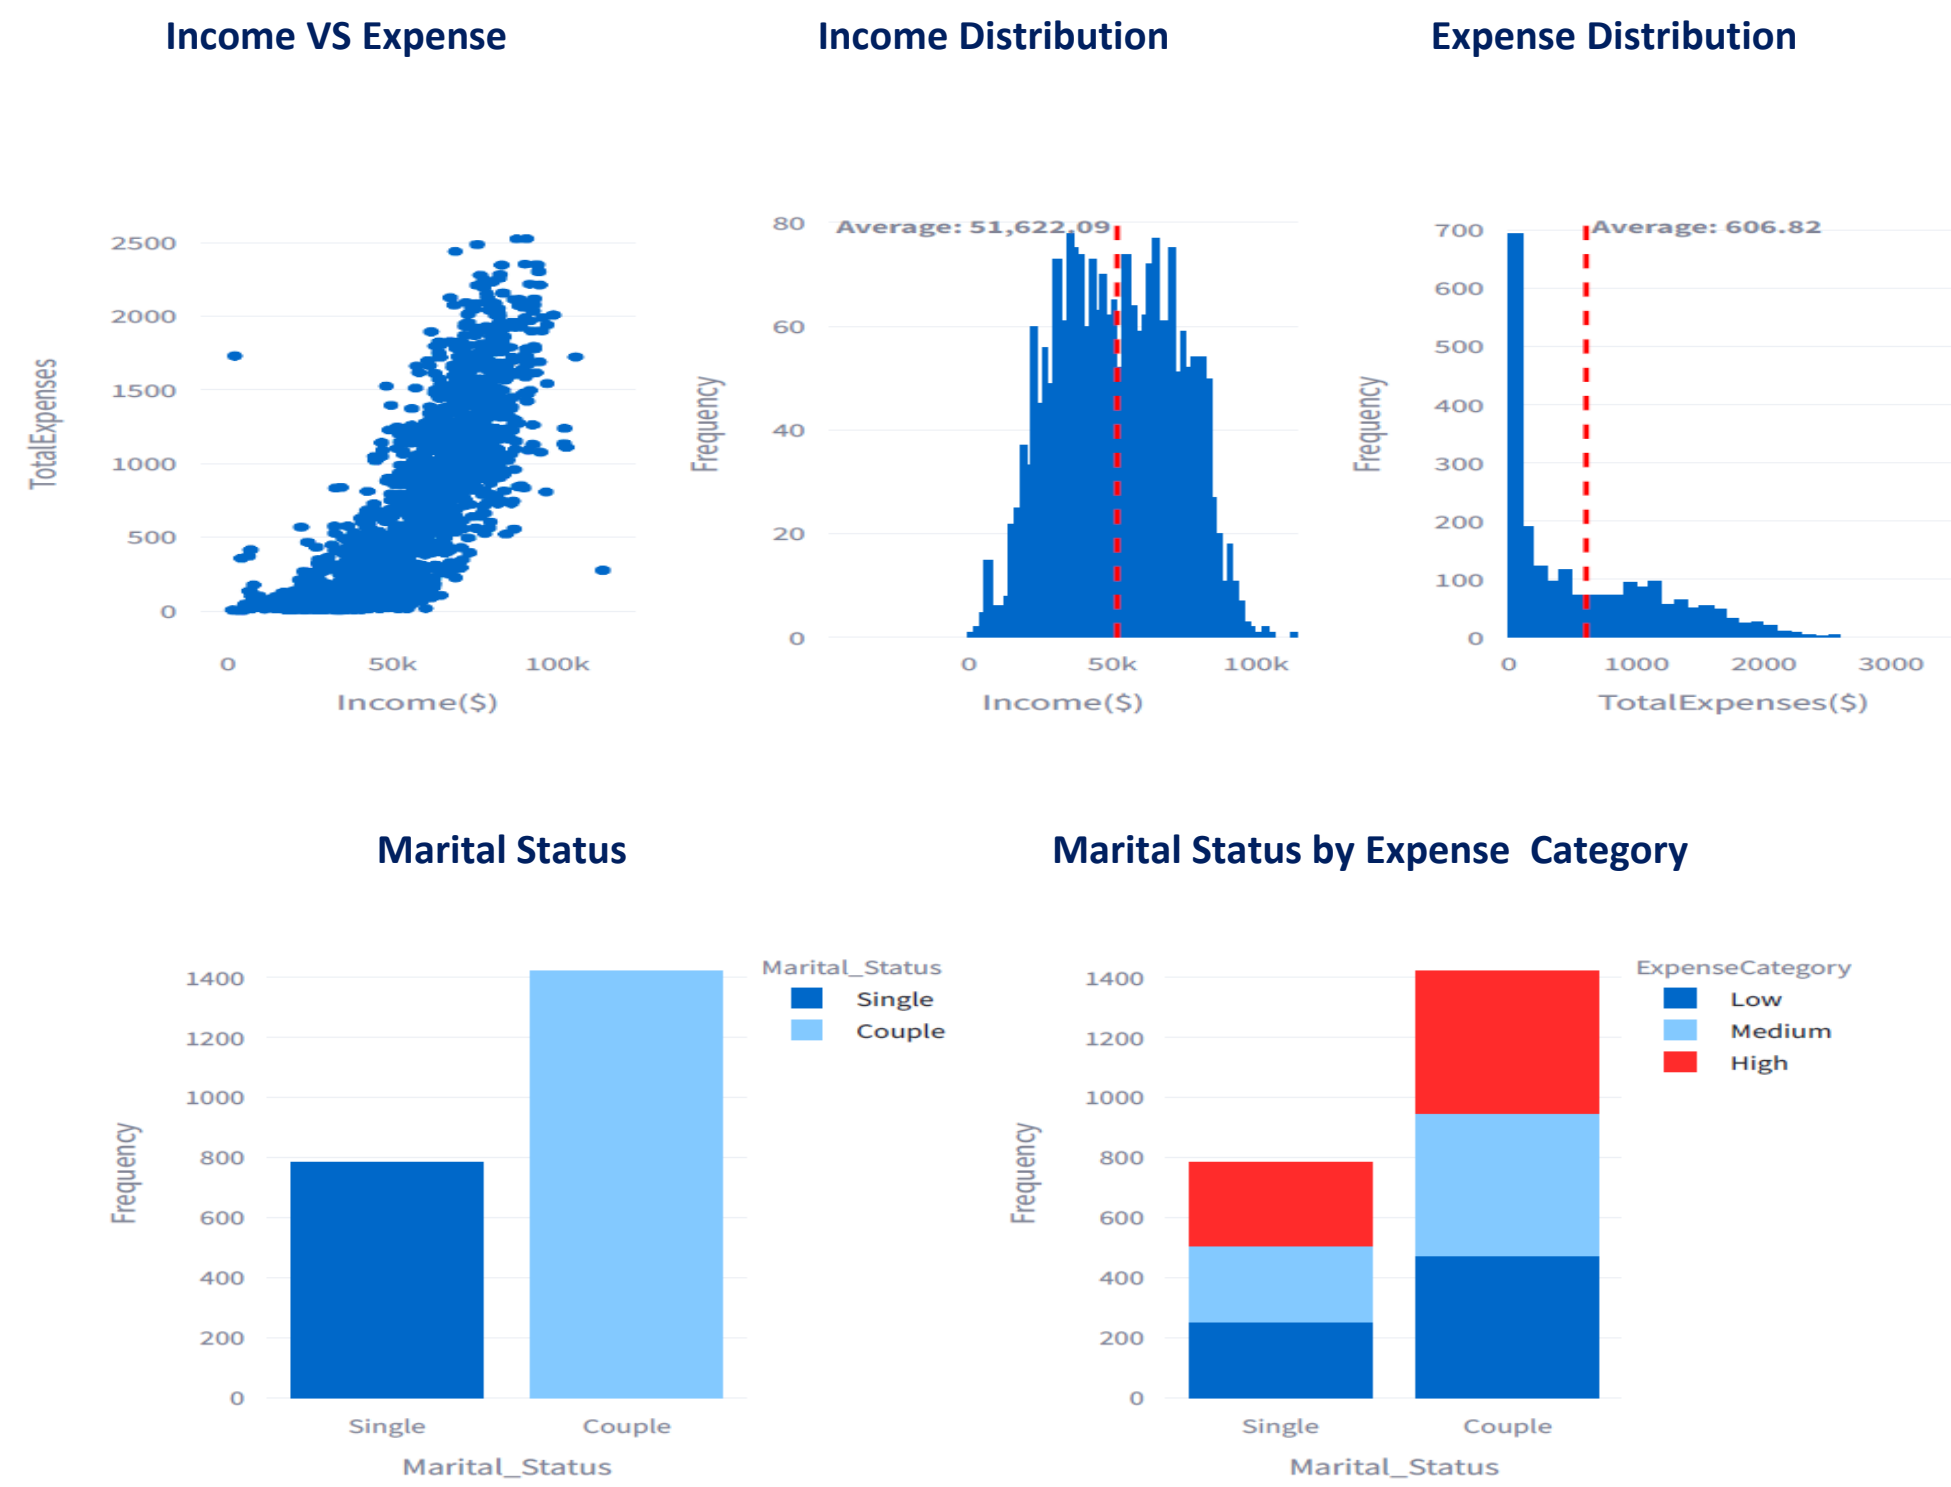 Income VS Expense
Income Distribution
Expense Distribution
TotalExpenses
2500
2000
1500
1000
500
0
0 50k 100k
Income($)
Frequency
80
60
40
20
0
Average: 51,622.09
0 50k 100k
Income($)
Frequency
700
600
500
400
300
200
100
0
Average: 606.82
0 1000 2000 3000
TotalExpenses($)
Marital Status
Marital Status by Expense  Category
Frequency
1400
1200
1000
800
600
400
200
0
Single Couple
Marital_Status
Marital_Status
Single
Couple
Frequency
1400
1200
1000
800
600
400
200
0
Single Couple
Marital_Status
ExpenseCategory
Low
Medium
High